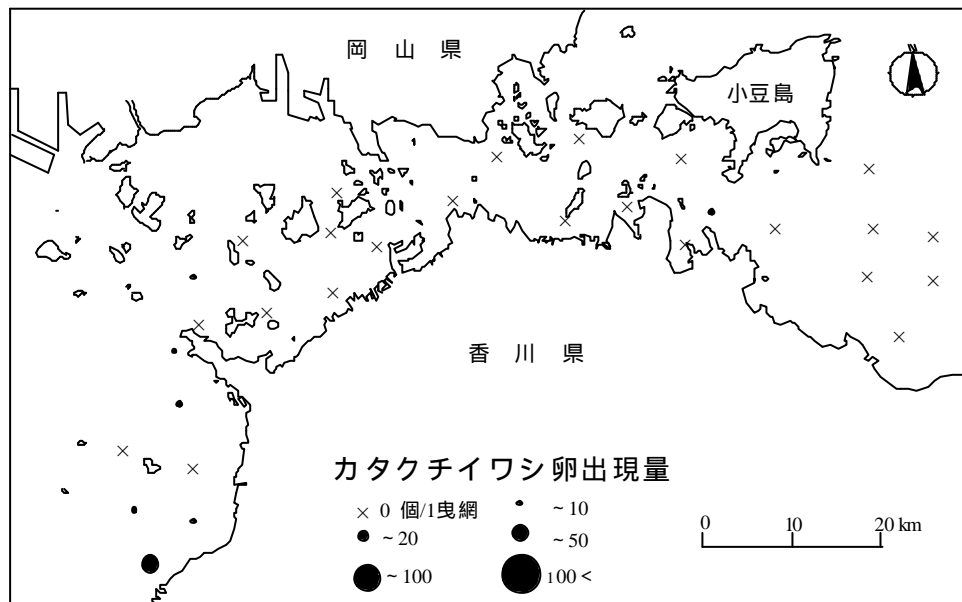 岡山県
小豆島
香川県
カタクチイワシ卵出現量
× 0 個/1曳網
~10
~20
~50
~100
100 <
0 10 20 km